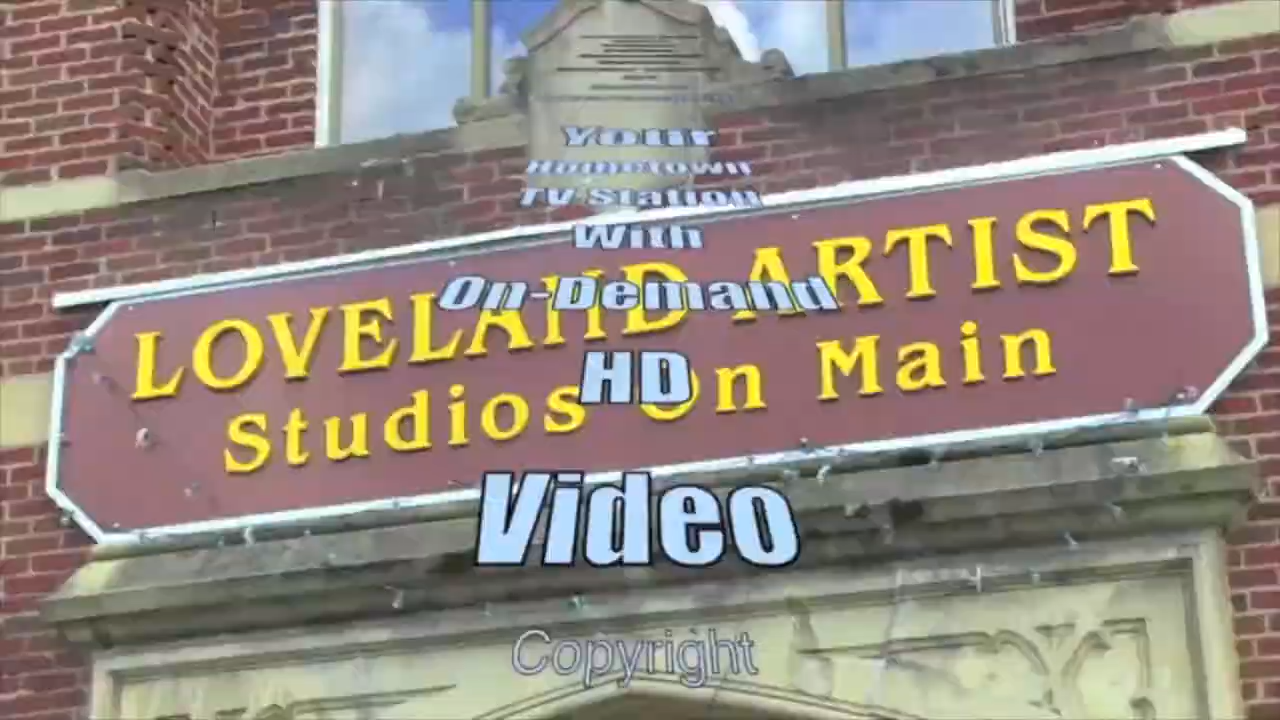 Your
Hometown
TV Station
With
On-Demand
HD
Video
LOVELAND ARTIST
Studios On Main
Copyright